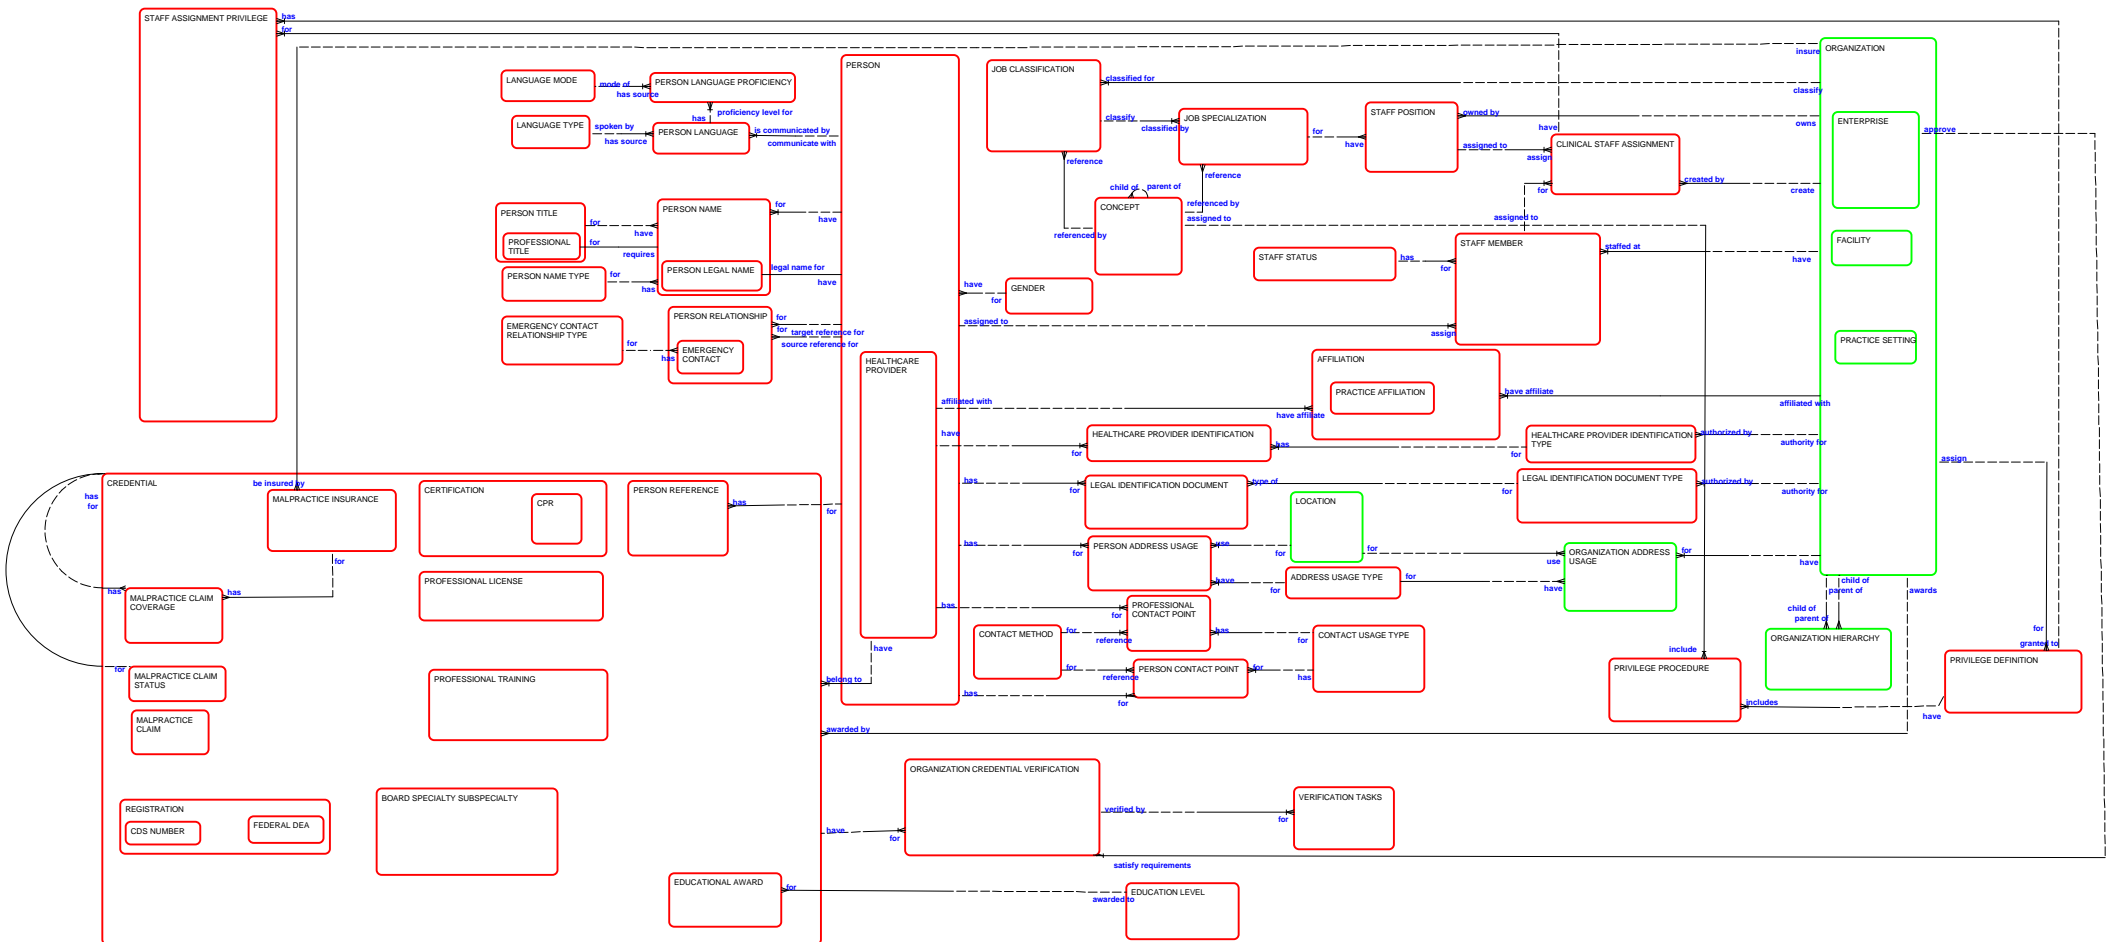 STAFF ASSIGNMENT PRIVILEGE
has
for
insure
ORGANIZATION
PERSON
JOB CLASSIFICATION
LANGUAGE MODE
mode of
has source
PERSON LANGUAGE PROFICIENCY
classified for
classify
proficiency level for
has
LANGUAGE TYPE
spoken by
has source
PERSON LANGUAGE
is communicated by
communicate with
classify
classified by
JOB SPECIALIZATION
for
have
STAFF POSITION
owned by
owns
ENTERPRISE
approve
assigned to
assign
have
CLINICAL STAFF ASSIGNMENT
reference
reference
child of
parent of
for
created by
create
CONCEPT
referenced by
assigned to
referenced by
assigned to
PERSON TITLE
for
have
PROFESSIONAL
TITLE
for
requires
PERSON NAME
for
have
PERSON LEGAL NAME
legal name for
have
PERSON NAME TYPE
for
has
STAFF STATUS
has
for
STAFF MEMBER
staffed at
have
FACILITY
GENDER
have
for
assigned to
assign
EMERGENCY CONTACT
RELATIONSHIP TYPE
for
has
PERSON RELATIONSHIP
for
for
target reference for
source reference for
EMERGENCY
CONTACT
HEALTHCARE
PROVIDER
PRACTICE SETTING
AFFILIATION
PRACTICE AFFILIATION
affiliated with
have affiliate
have affiliate
affiliated with
have
for
HEALTHCARE PROVIDER IDENTIFICATION
has
for
HEALTHCARE PROVIDER IDENTIFICATION
TYPE
authorized by
authority for
assign
CREDENTIAL
has
for
be insured by
MALPRACTICE INSURANCE
CERTIFICATION
CPR
PERSON REFERENCE
has
for
has
for
LEGAL IDENTIFICATION DOCUMENT
type of
for
LEGAL IDENTIFICATION DOCUMENT TYPE
authorized by
authority for
LOCATION
has
for
PERSON ADDRESS USAGE
use
for
for
use
ORGANIZATION ADDRESS
USAGE
for
have
have
for
ADDRESS USAGE TYPE
for
have
for
PROFESSIONAL LICENSE
has
MALPRACTICE CLAIM
COVERAGE
has
has
for
PROFESSIONAL
CONTACT POINT
has
for
CONTACT METHOD
for
reference
CONTACT USAGE TYPE
for
reference
PERSON CONTACT POINT
for
has
has
for
child of
parent of
awards
child of
parent of
ORGANIZATION HIERARCHY
for
granted to
PRIVILEGE DEFINITION
include
PRIVILEGE PROCEDURE
includes
have
have
belong to
for
MALPRACTICE CLAIM
STATUS
PROFESSIONAL TRAINING
MALPRACTICE
CLAIM
awarded by
ORGANIZATION CREDENTIAL VERIFICATION
BOARD SPECIALTY SUBSPECIALTY
REGISTRATION
CDS NUMBER
FEDERAL DEA
have
for
verified by
for
VERIFICATION TASKS
satisfy requirements
EDUCATIONAL AWARD
for
awarded to
EDUCATION LEVEL